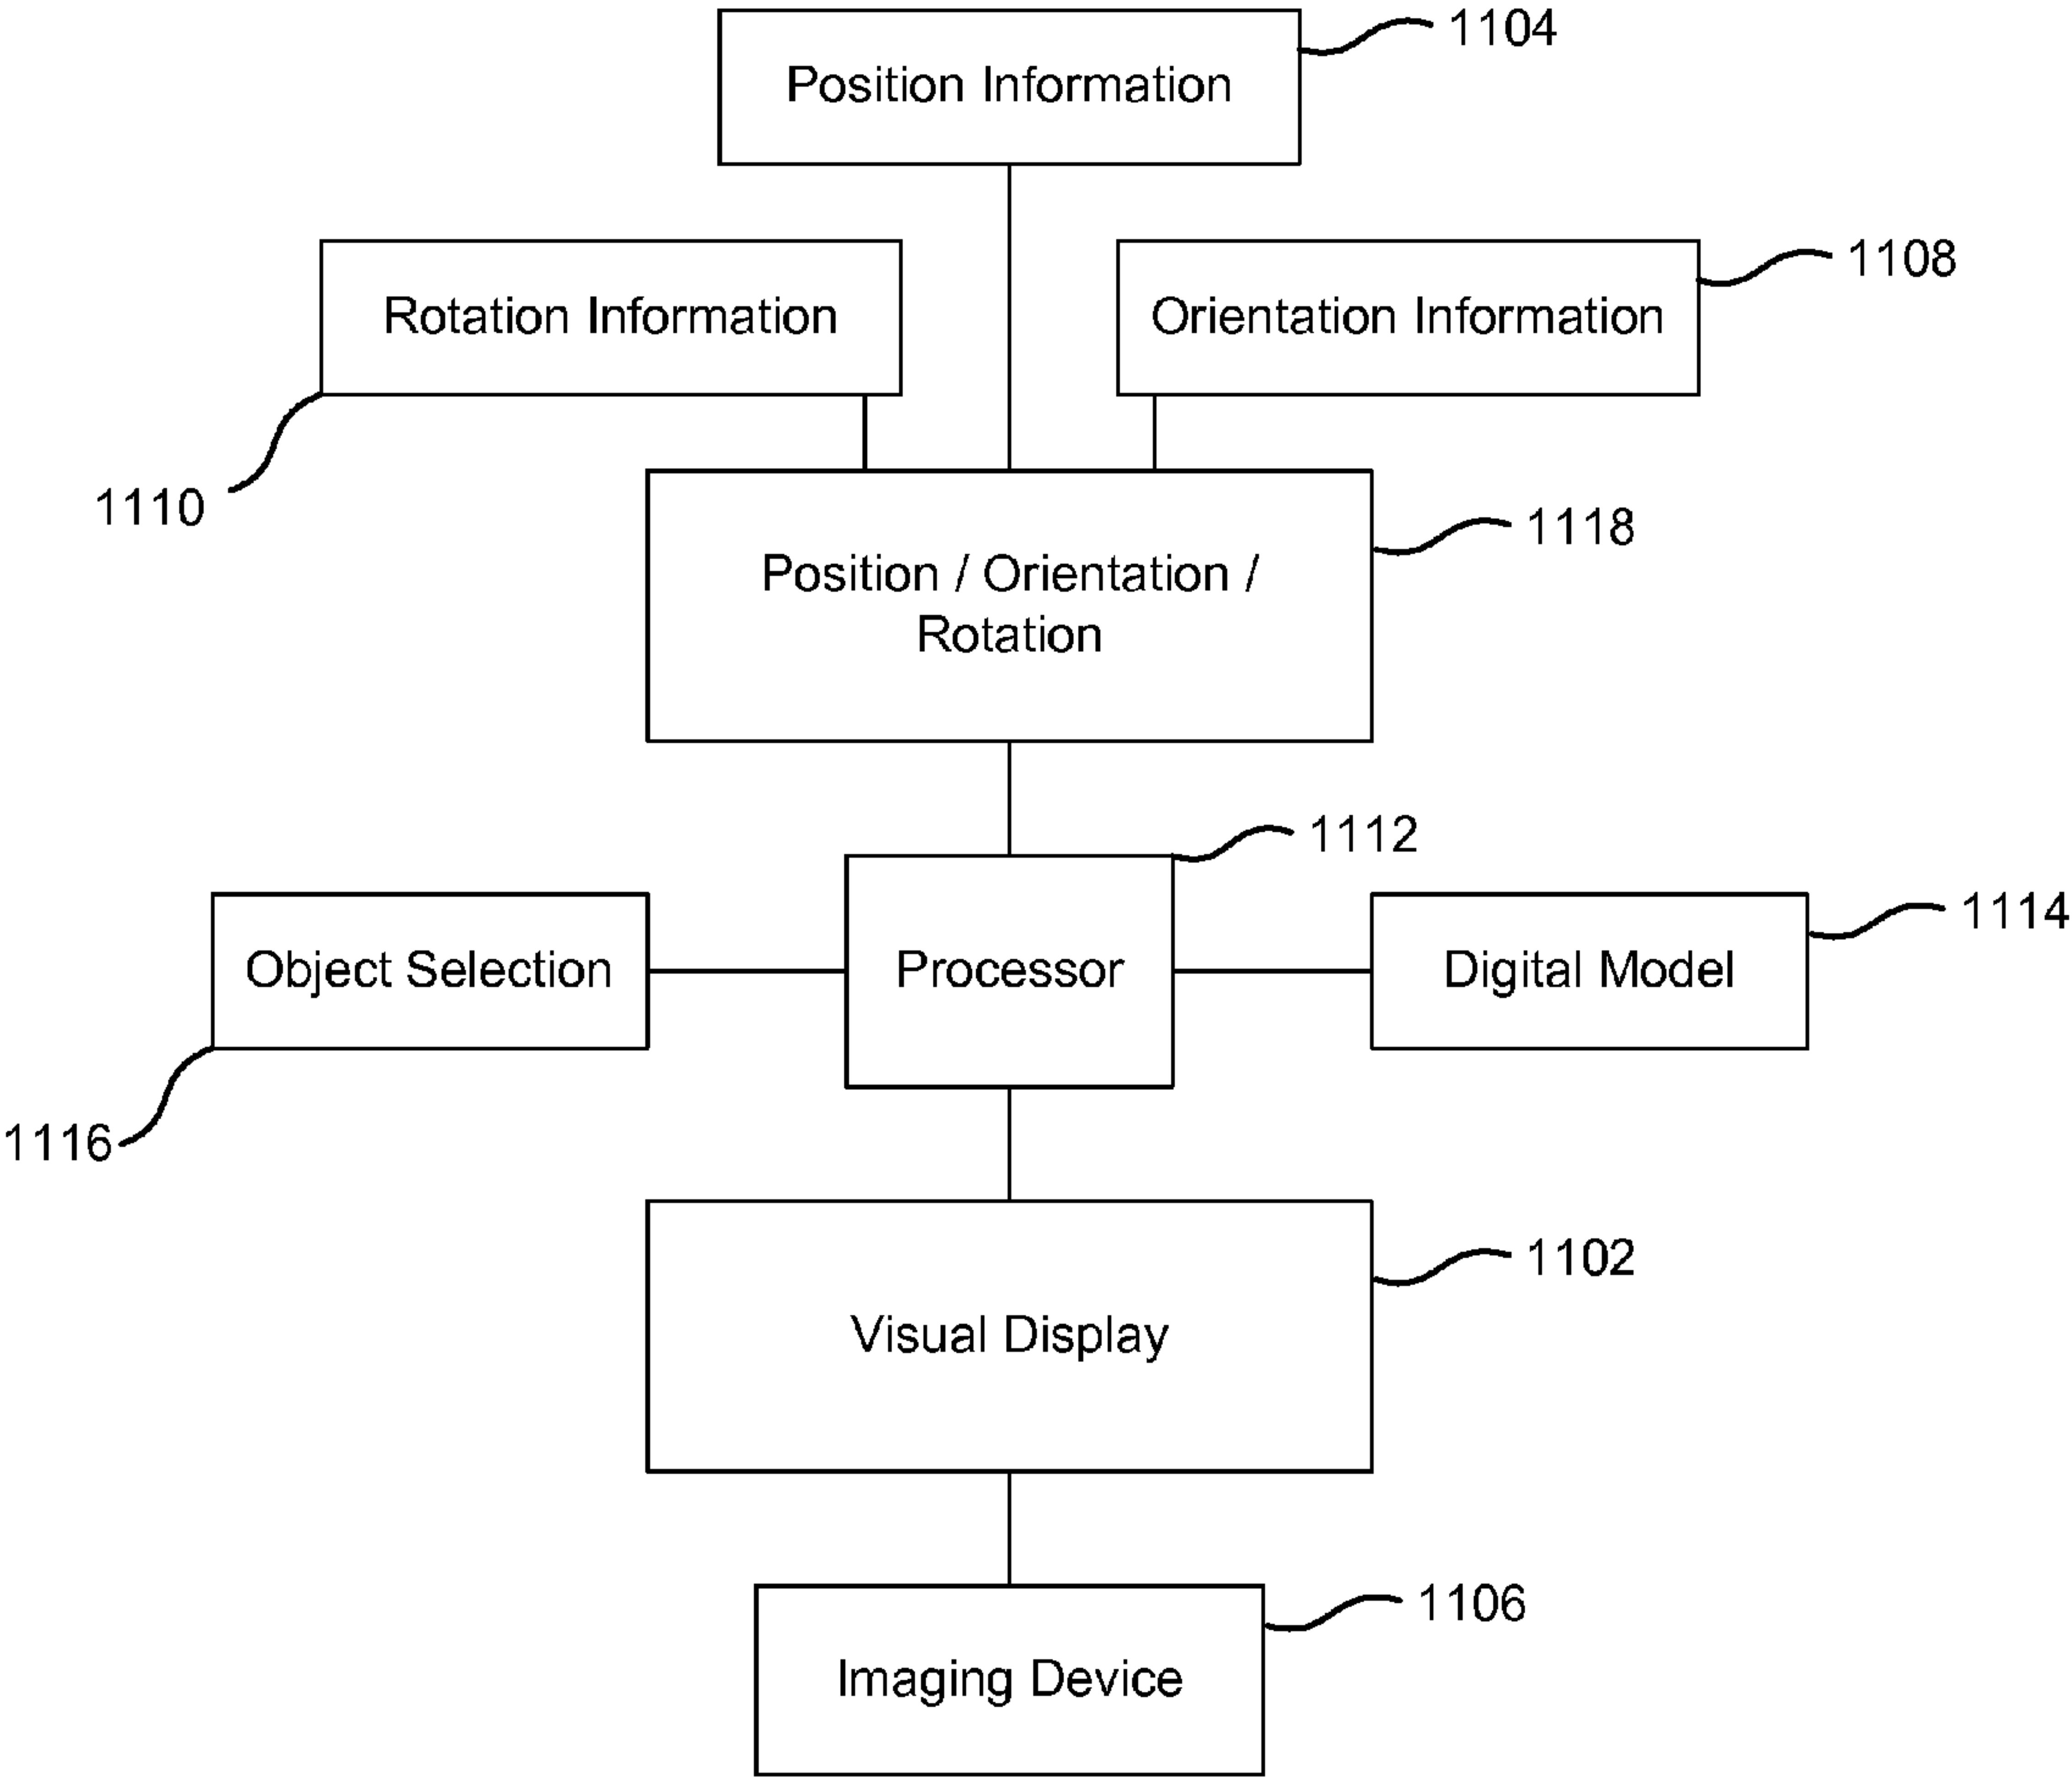 1104
Position Information
1108
Rotation Information
Orientation Information
1110
1118
Position / Orientation /
Rotation
1112
1114
Object Selection
Processor
Digital Model
1116
1102
Visual Display
1106
Imaging Device